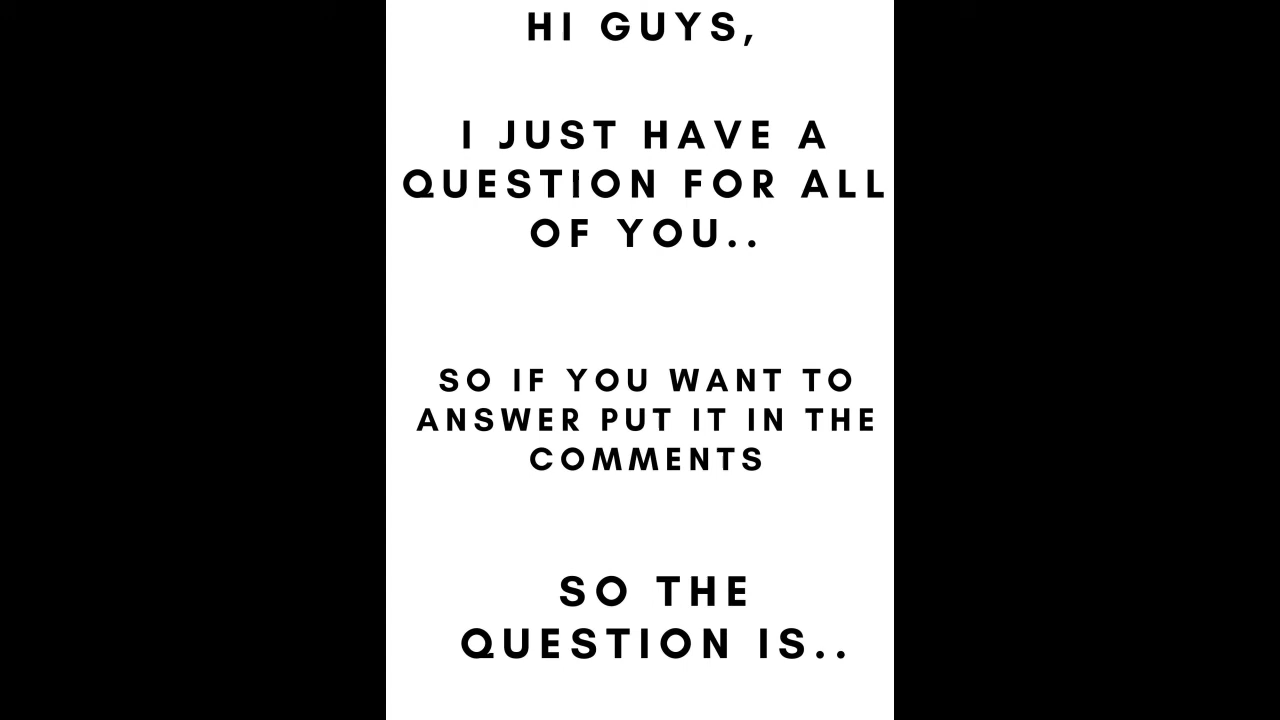 HI GUYS,
I JUST HAVE A
QUESTION FOR ALL
OF YOU..
SO IF YOU WANT TO
ANSWER PUT IT IN THE
COMMENTS
SO THE
QUESTION IS..